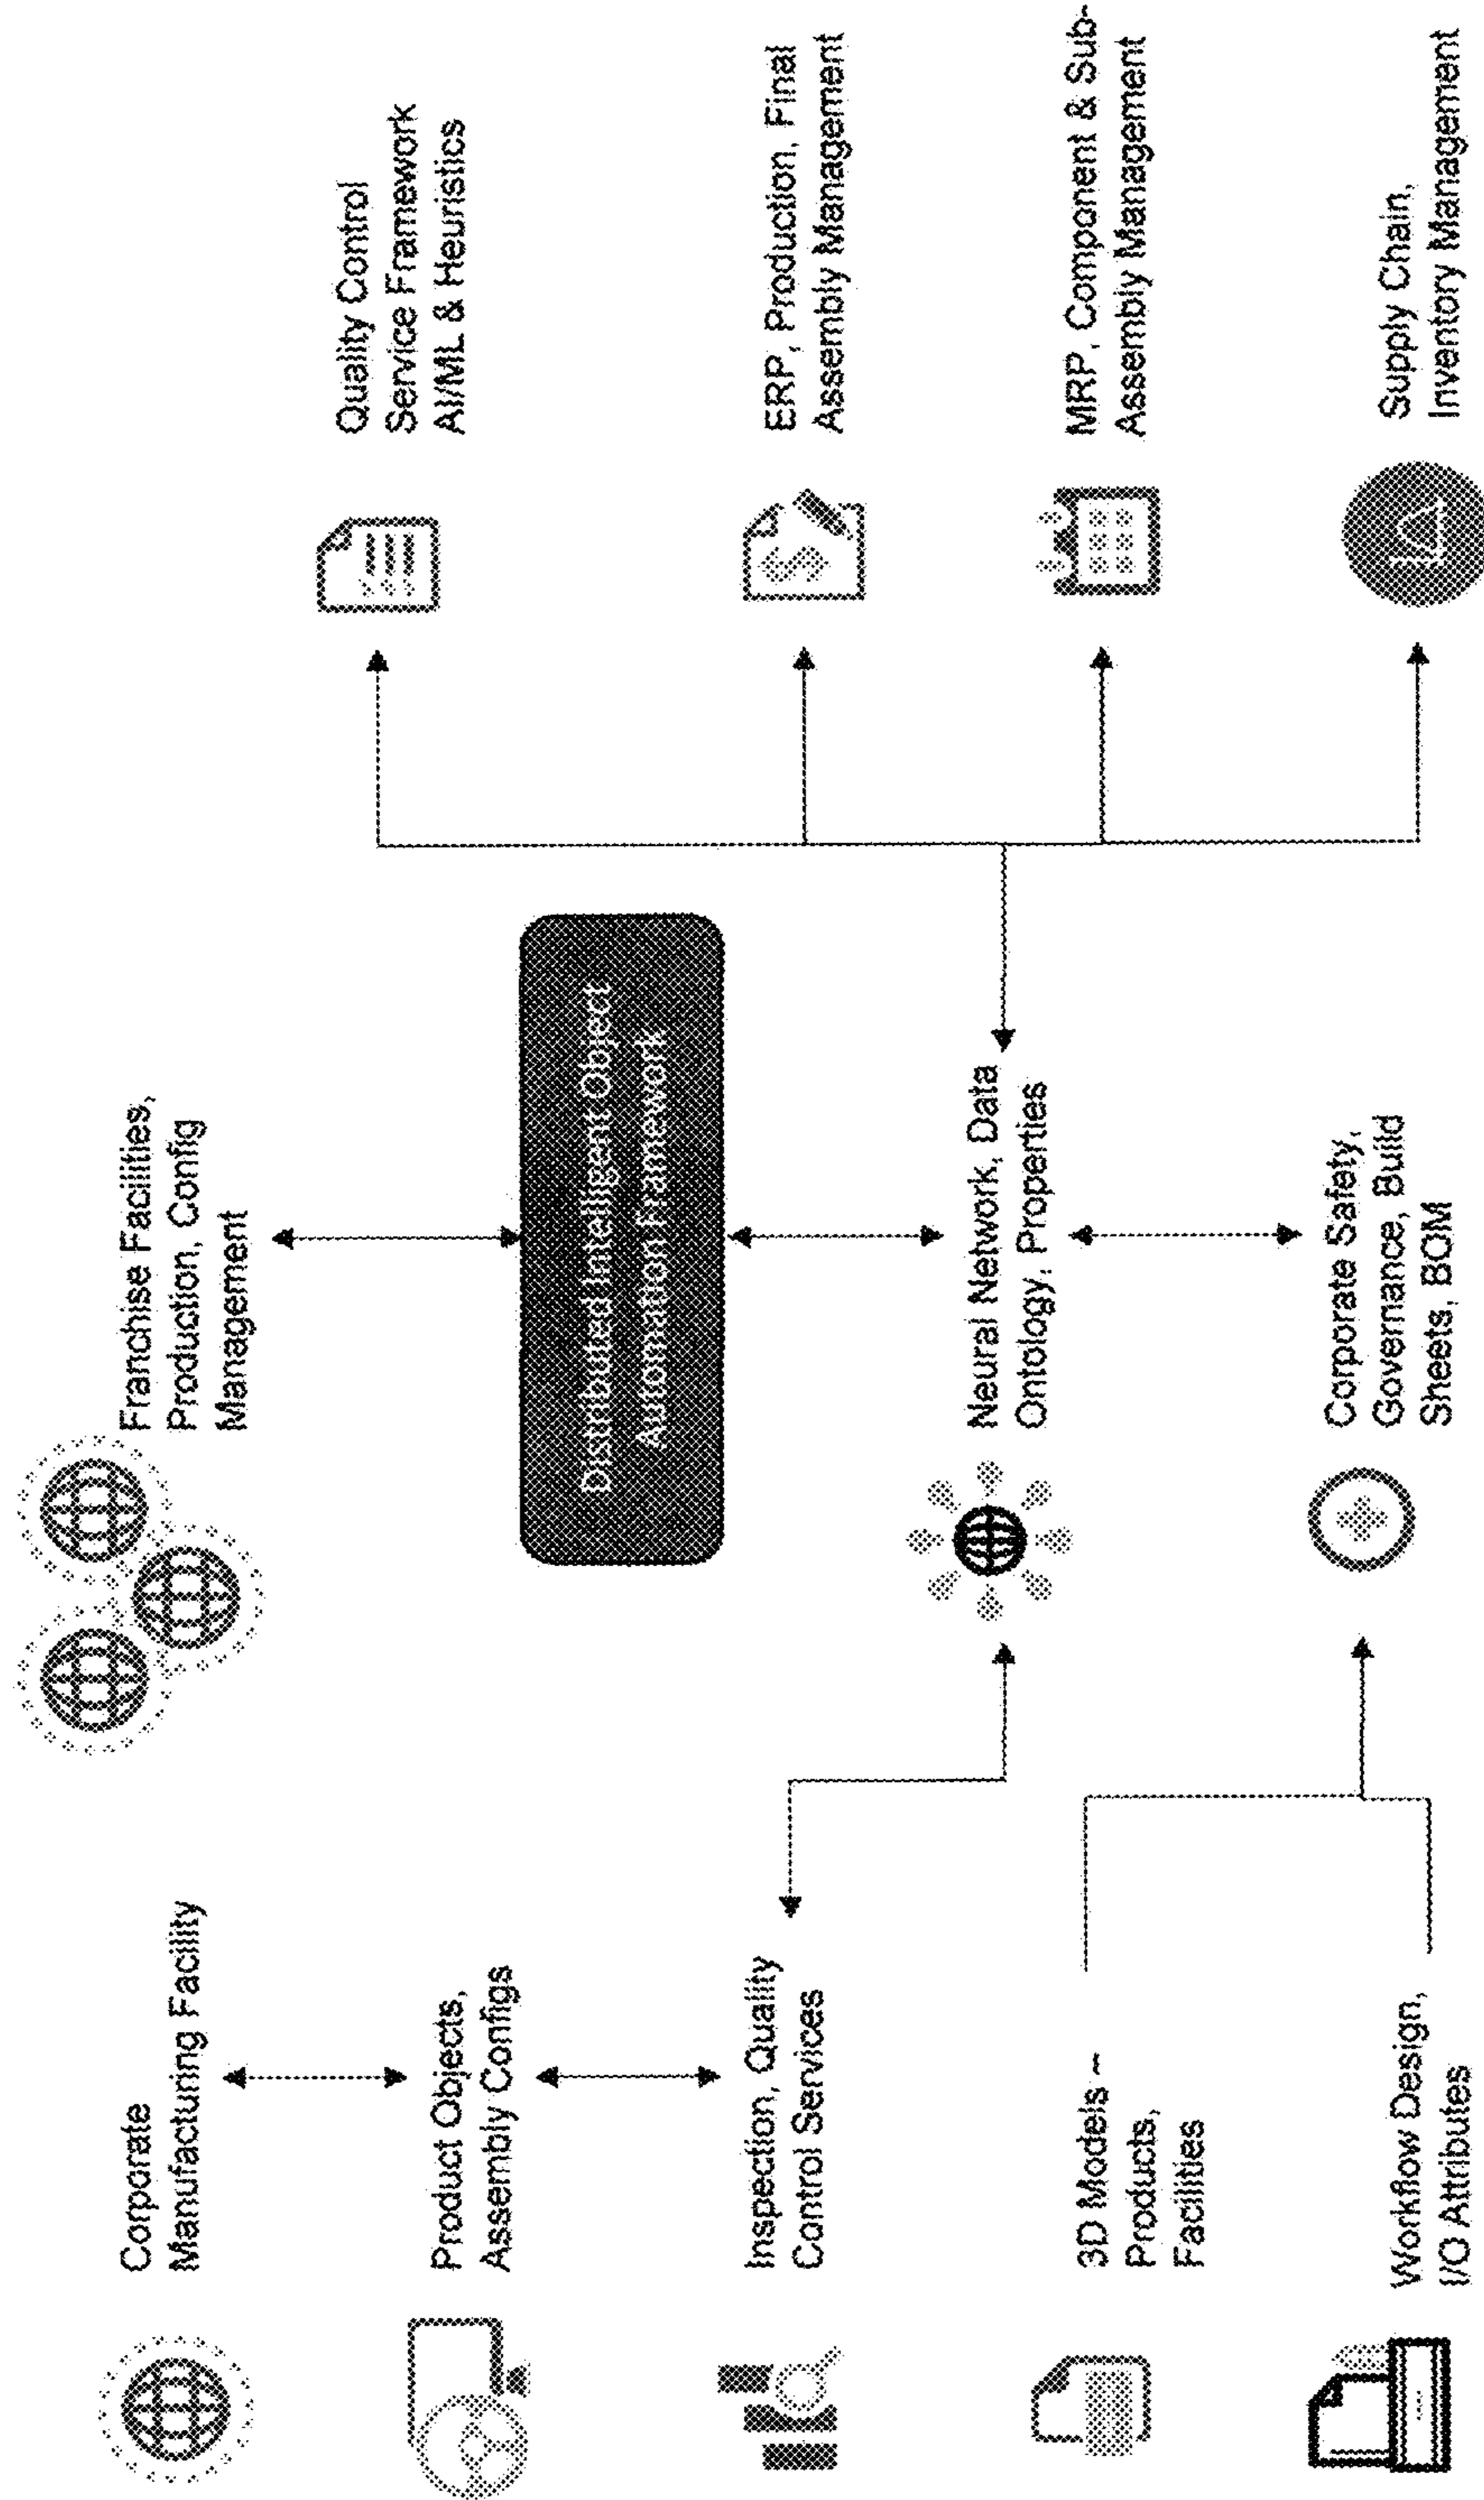 Corporate
Manufacturing Facility
Product Objects,
Assembly Configs
Inspection, Quality
Control Services
3D Models –
Products,
Facilities
Workflow Design,
I/O Attributes
Franchise Facilities,
Production, Config
Management
Distributed Intelligent Object
Automation Framework
Neural Network, Data
Ontology, Properties
Corporate Safety,
Governance, Build
Sheets, BOM
Quality Control
Service Framework
AI/ML & Heuristics
$
ERP, Production, Final
Assembly Management
MRP, Component & Sub-
Assembly Management
Supply Chain,
Inventory Management